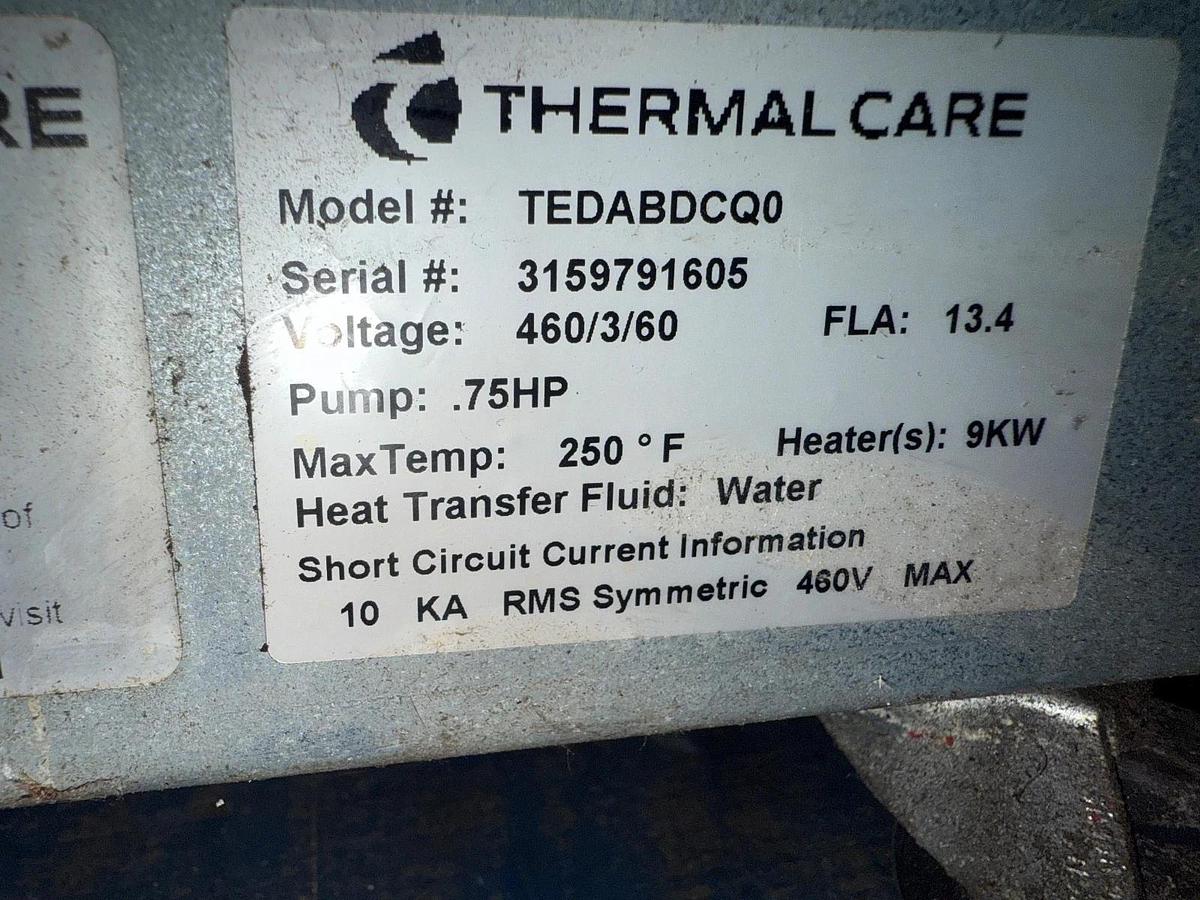 RE
of
visit
THERMAL CARE
Model #: TEDABDCQ0
Serial #: 3159791605
Voltage: 460/3/60 FLA: 13.4
Pump: .75HP
MaxTemp: 250 ° F Heater(s): 9KW
Heat Transfer Fluid: Water
Short Circuit Current Information
10 KA RMS Symmetric 460V MAX